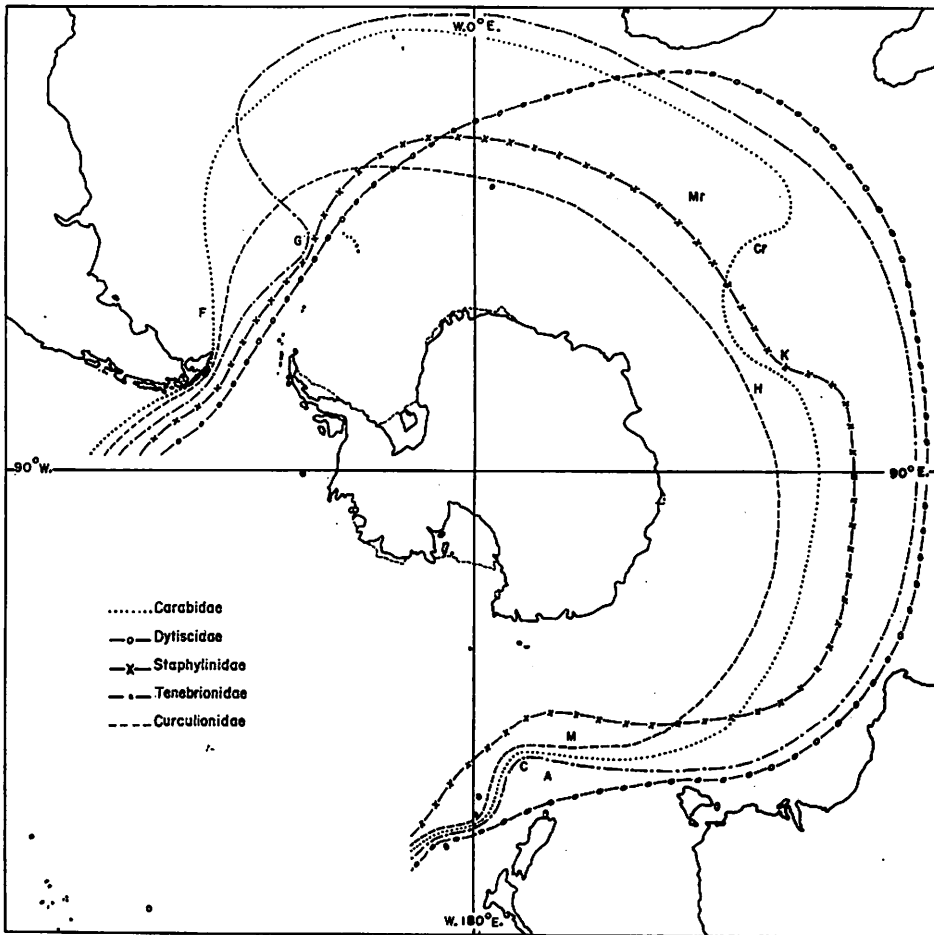 W.0°E.
Mr
G
Cr
F
K
H
90°W.
90°E.
Carabidae
Dytiscidae
Staphylinidae
Tenebrionidae
Curculionidae
M
C
A
W.180°E.